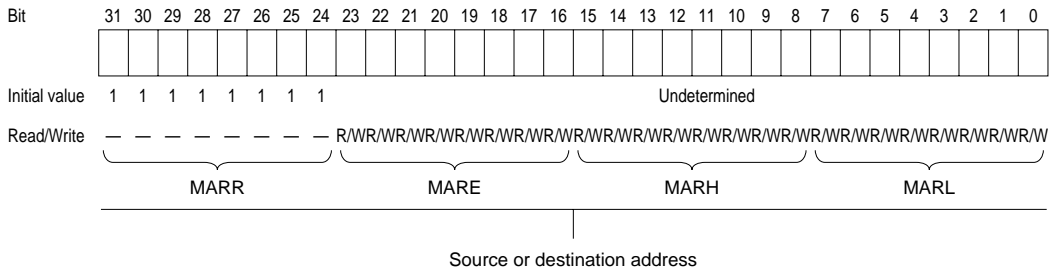 Bit 31 30 29 28 27 26 25 24 23 22 21 20 19 18 17 16 15 14 13 12 11 10 9 8 7 6 5 4 3 2 1 0
Initial value 1 1 1 1 1 1 1 1 Undetermined
Read/Write — — — — — — — — R/WR/WR/WR/WR/WR/WR/WR/WR/WR/WR/WR/WR/WR/WR/WR/WR/WR/WR/WR/WR/WR/WR/WR/W
MARR MARE MARH MARL
Source or destination address